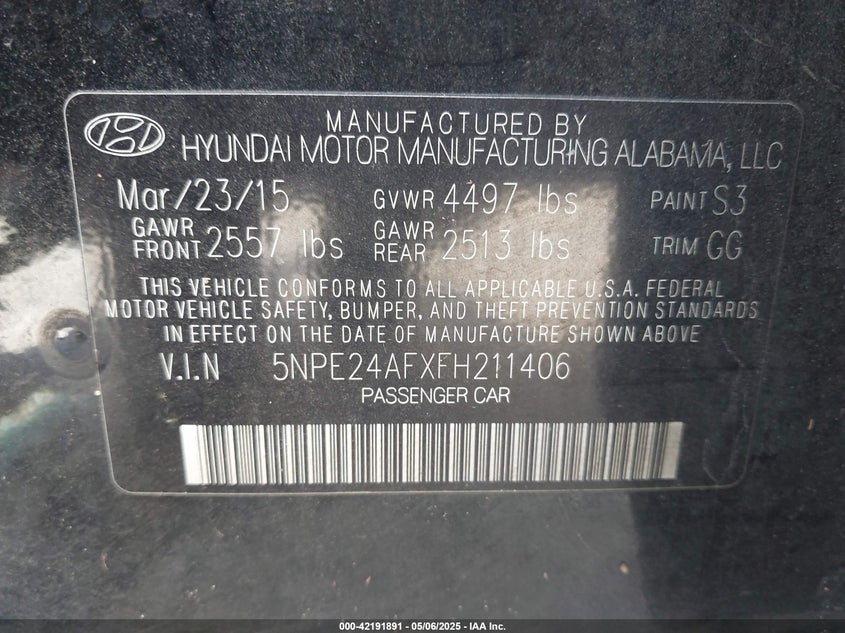 MANUFACTURED BY
HYUNDAI MOTOR MANUFACTURING ALABAMA, LLC
Mar/23/15 GVWR 4497 lbs PAINT S3
GAWR FRONT 2557 lbs GAWR REAR 2513 lbs TRIM GG
THIS VEHICLE CONFORMS TO ALL APPLICABLE U.S.A. FEDERAL
MOTOR VEHICLE SAFETY, BUMPER, AND THEFT PREVENTION STANDARDS
IN EFFECT ON THE DATE OF MANUFACTURE SHOWN ABOVE
V.I.N 5NPE24AFXFH211406
PASSENGER CAR
000-42191891 - 05/06/2025 - IAA Inc.